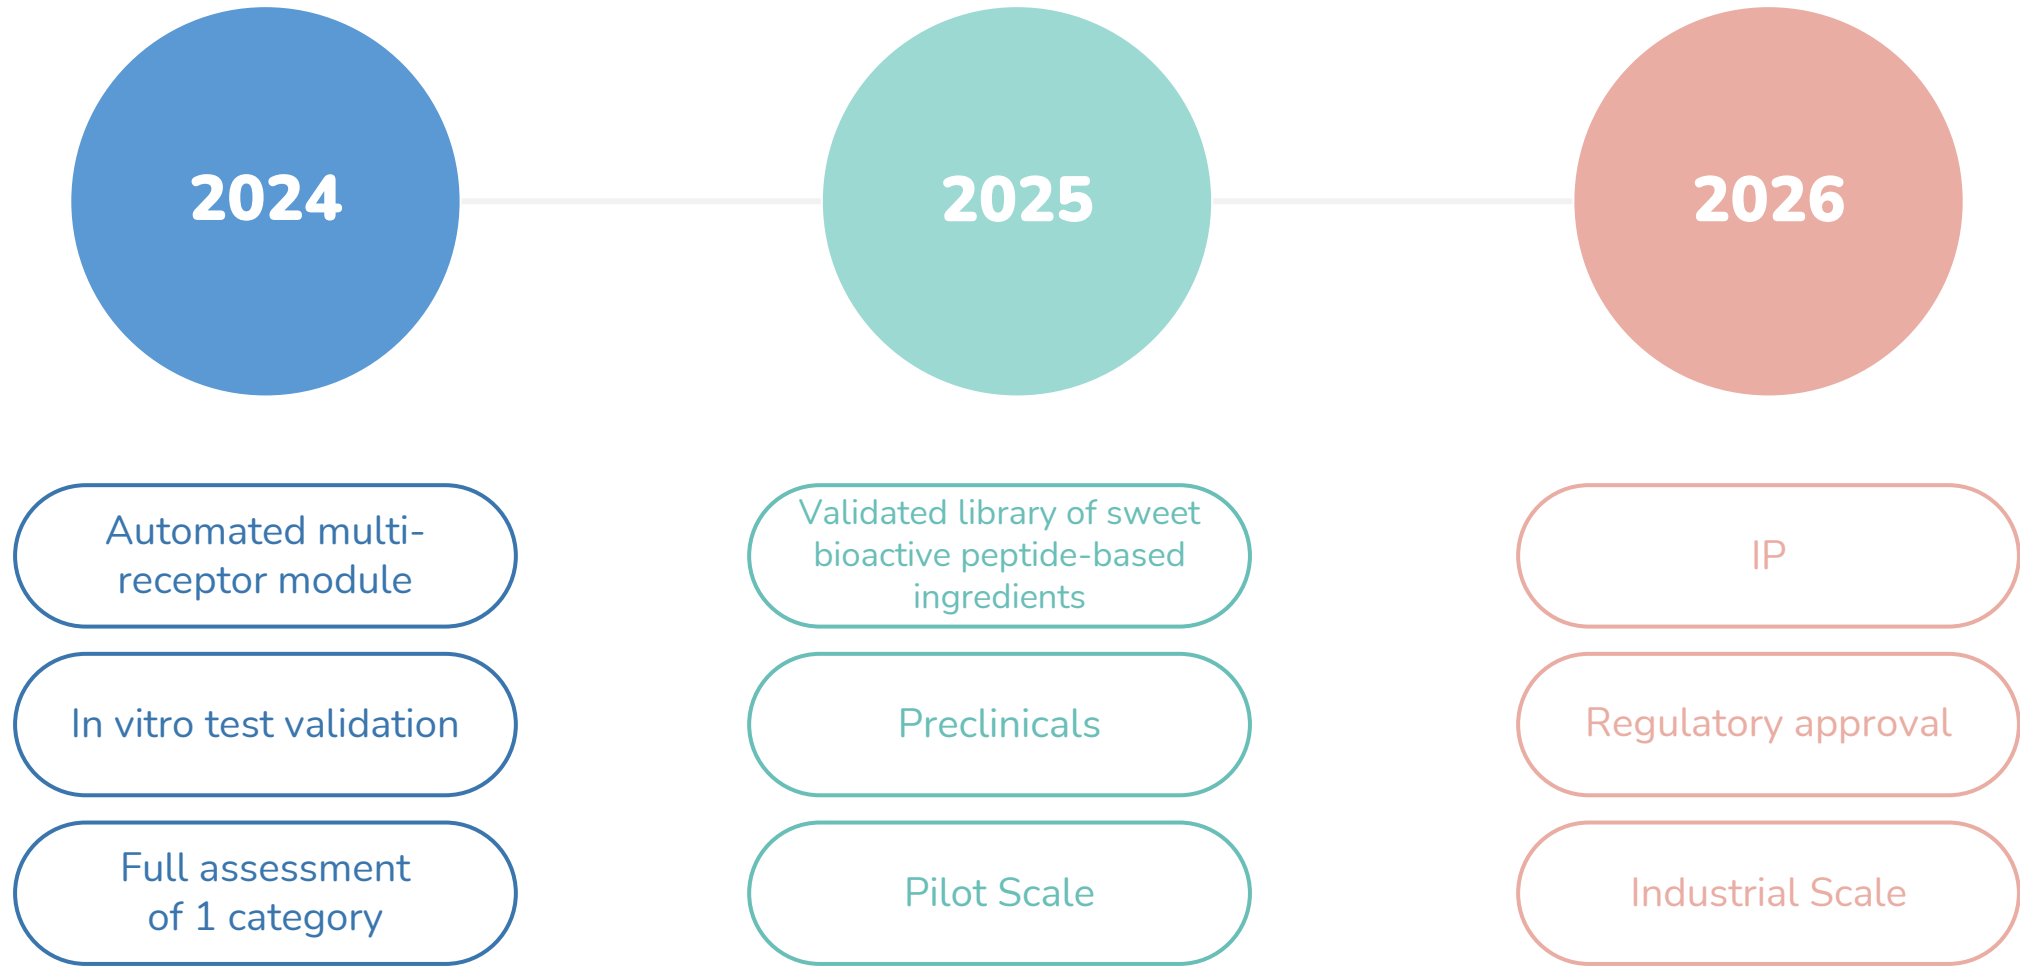 2024
2025
2026
Automated multi-
receptor module
In vitro test validation
Full assessment
of 1 category
Validated library of sweet
bioactive peptide-based
ingredients
Preclinicals
Pilot Scale
IP
Regulatory approval
Industrial Scale